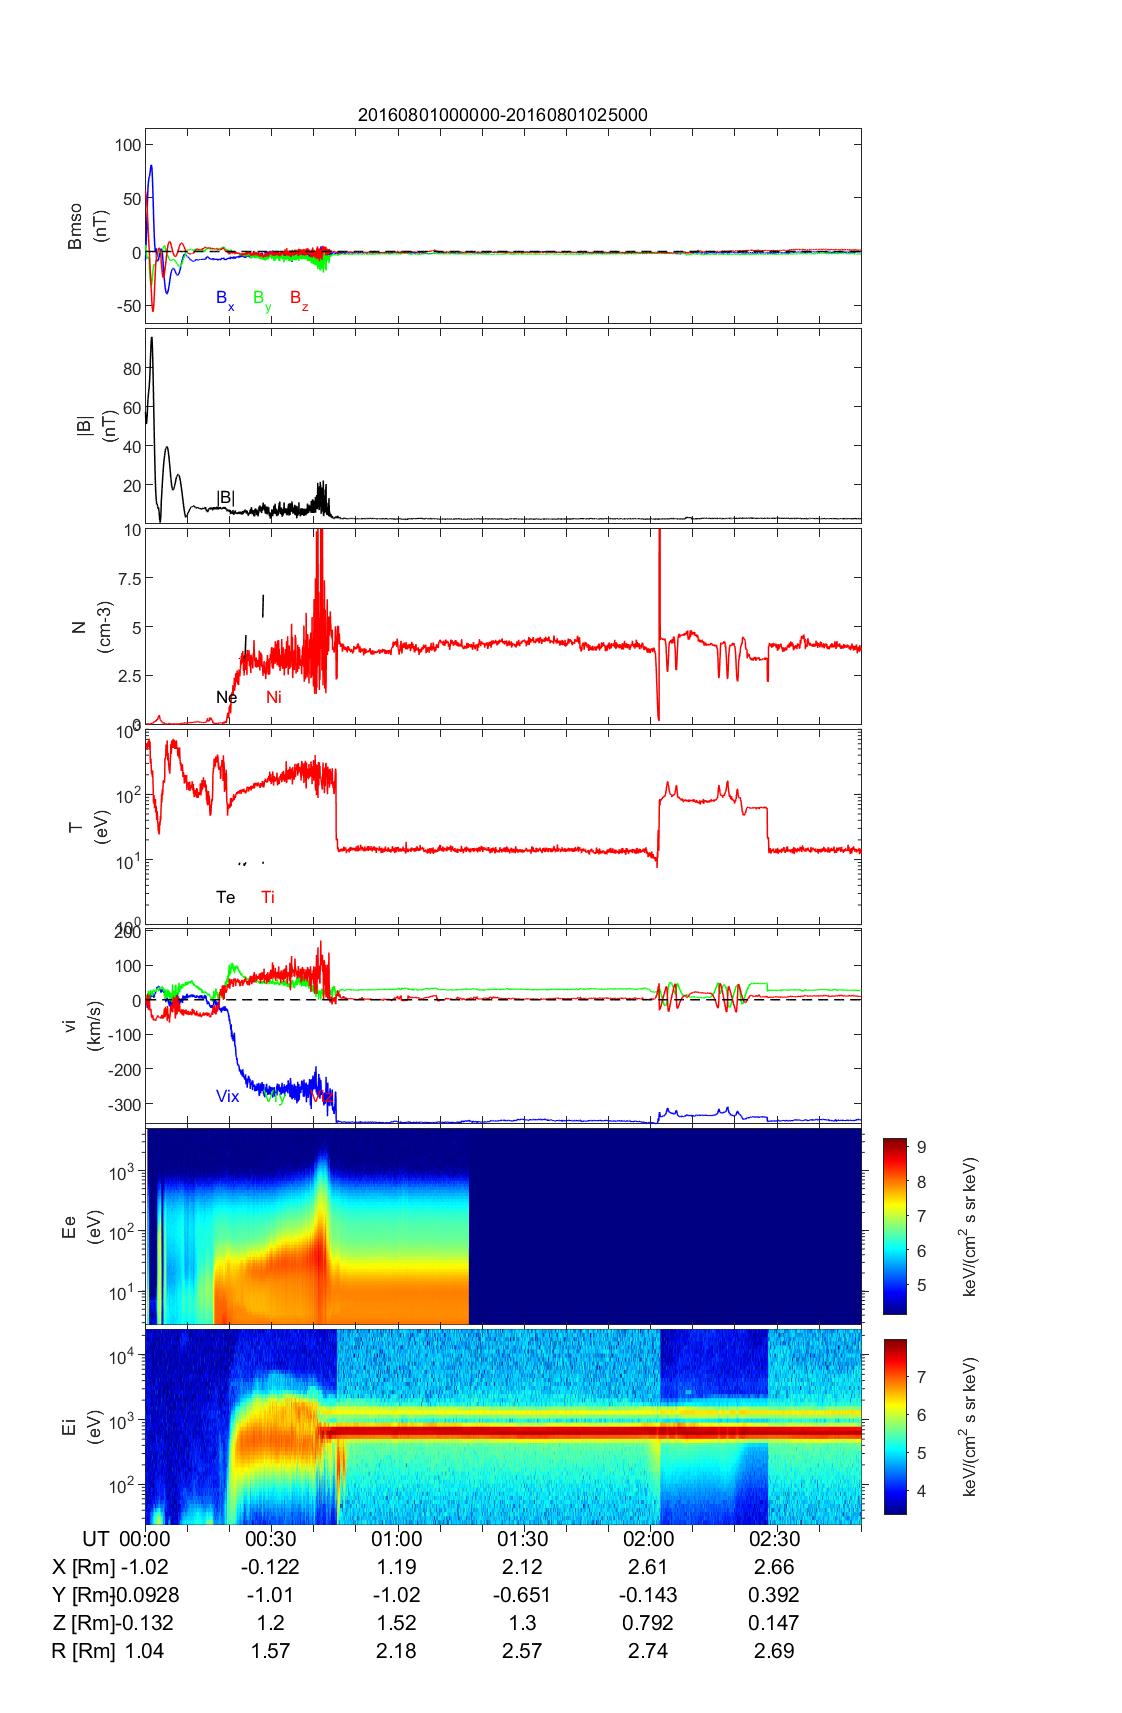 20160801000000-20160801025000
Bmso
(nT)
100
50
0
-50
Bx By Bz
|B|
(nT)
80
60
40
20
|B|
N
(cm-3)
10
7.5
5
2.5
Ne Ni
T
(eV)
10²
10¹
10⁰
Te Ti
vi
(km/s)
200
100
0
-100
-200
-300
Vix Viy Viz
Ee
(eV)
10³
10²
10¹
9
8
7
6
5
keV/(cm² s sr keV)
Ei
(eV)
10⁴
10³
10²
7
6
5
4
keV/(cm² s sr keV)
UT 00:00 00:30 01:00 01:30 02:00 02:30
X [Rm] -1.02 -0.122 1.19 2.12 2.61 2.66
Y [Rm] -0.0928 -1.01 -1.02 -0.651 -0.143 0.392
Z [Rm] -0.132 1.2 1.52 1.3 0.792 0.147
R [Rm] 1.04 1.57 2.18 2.57 2.74 2.69